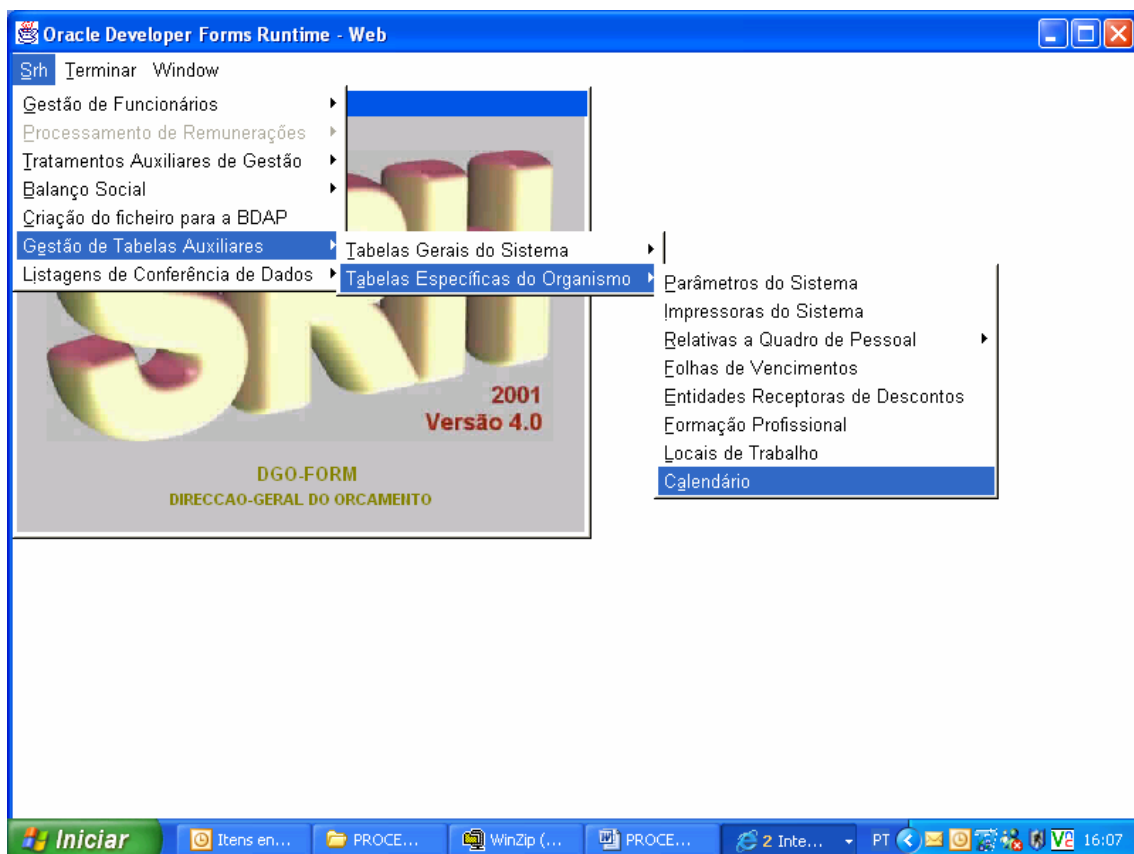 Oracle Developer Forms Runtime - Web
Srh Terminar Window
Gestão de Funcionários
Processamento de Remunerações
Tratamentos Auxiliares de Gestão
Balanço Social
Criação do ficheiro para a BDAP
Gestão de Tabelas Auxiliares
Listagens de Conferência de Dados
Tabelas Gerais do Sistema
Tabelas Específicas do Organismo
Parâmetros do Sistema
Impressoras do Sistema
Relativas a Quadro de Pessoal
Folhas de Vencimentos
Entidades Receptoras de Descontos
Formação Profissional
Locais de Trabalho
Calendário
SRH
2001
Versão 4.0
DGO-FORM
DIRECCAO-GERAL DO ORCAMENTO
Iniciar Itens en... PROCE... WinZip (... PROCE... 2 Inte... PT 16:07